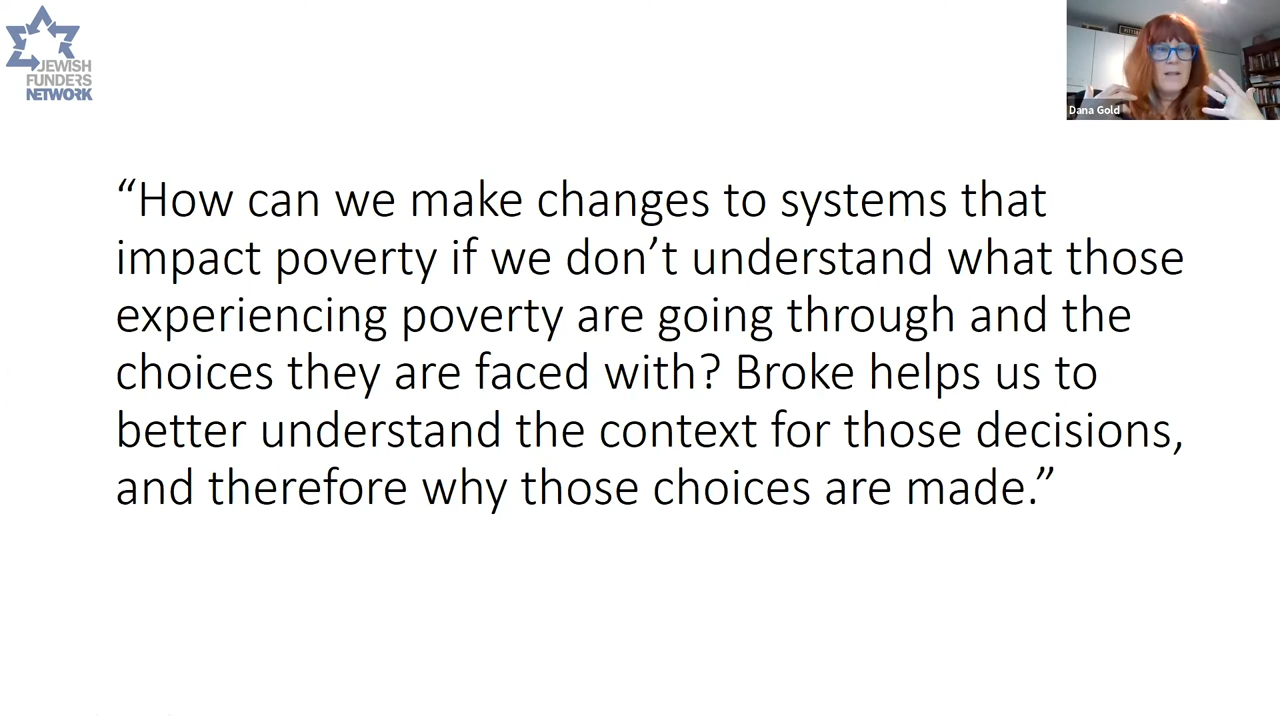 JEWISH
FUNDERS
NETWORK
Dana Gold
“How can we make changes to systems that
impact poverty if we don’t understand what those
experiencing poverty are going through and the
choices they are faced with? Broke helps us to
better understand the context for those decisions,
and therefore why those choices are made.”